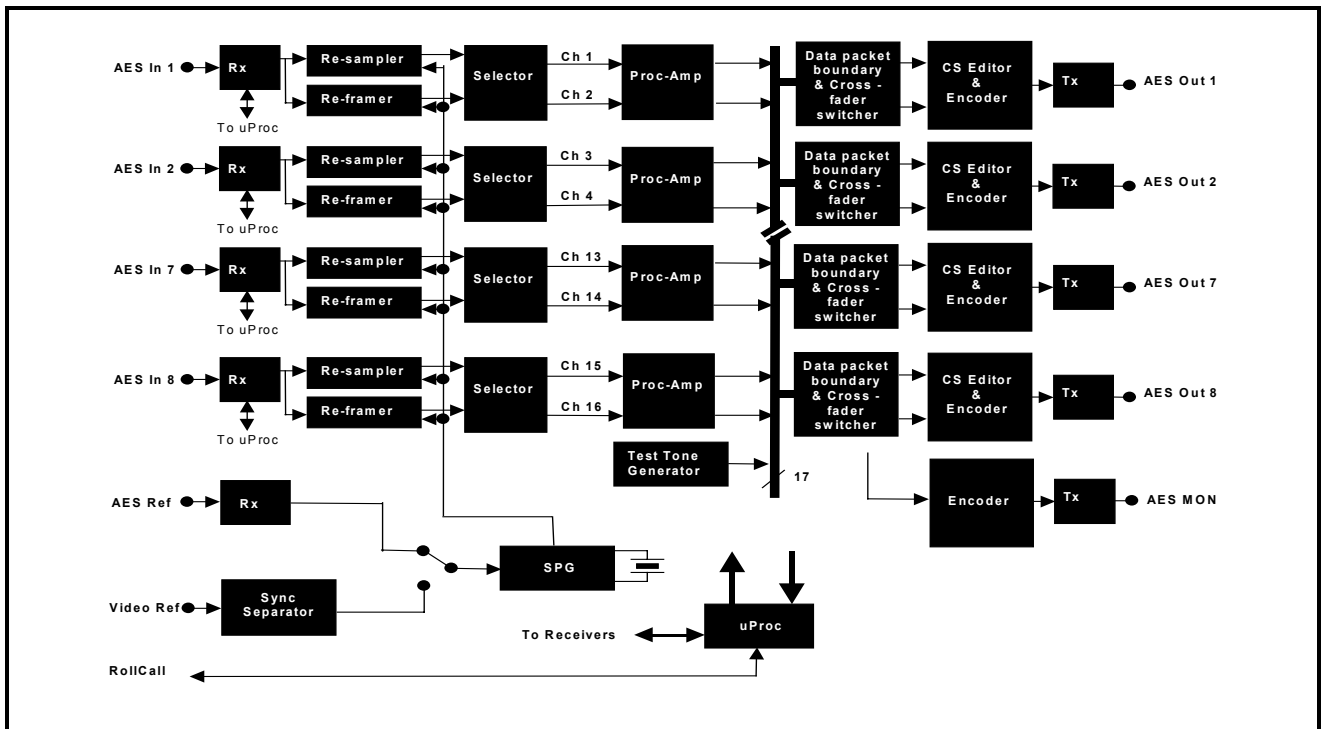 AES In 1
Rx
To uProc
Re-sampler
Re-framer
Selector
Ch 1
Ch 2
Proc-Amp
Data packet
boundary
& Cross -
fader
switcher
CS Editor
&
Encoder
Tx
AES Out 1
AES In 2
Rx
To uProc
Re-sampler
Re-framer
Selector
Ch 3
Ch 4
Proc-Amp
Data packet
boundary
& Cross -
fader
switcher
CS Editor
&
Encoder
Tx
AES Out 2
AES In 7
Rx
To uProc
Re-sampler
Re-framer
Selector
Ch 13
Ch 14
Proc-Amp
Data packet
boundary
& Cross -
fader
switcher
CS Editor
&
Encoder
Tx
AES Out 7
AES In 8
Rx
To uProc
Re-sampler
Re-framer
Selector
Ch 15
Ch 16
Proc-Amp
Data packet
boundary
& Cross -
fader
switcher
CS Editor
&
Encoder
Tx
AES Out 8
Test Tone
Generator
17
AES Ref
Rx
Encoder
Tx
AES MON
SPG
Video Ref
Sync
Separator
To Receivers
uProc
RollCall